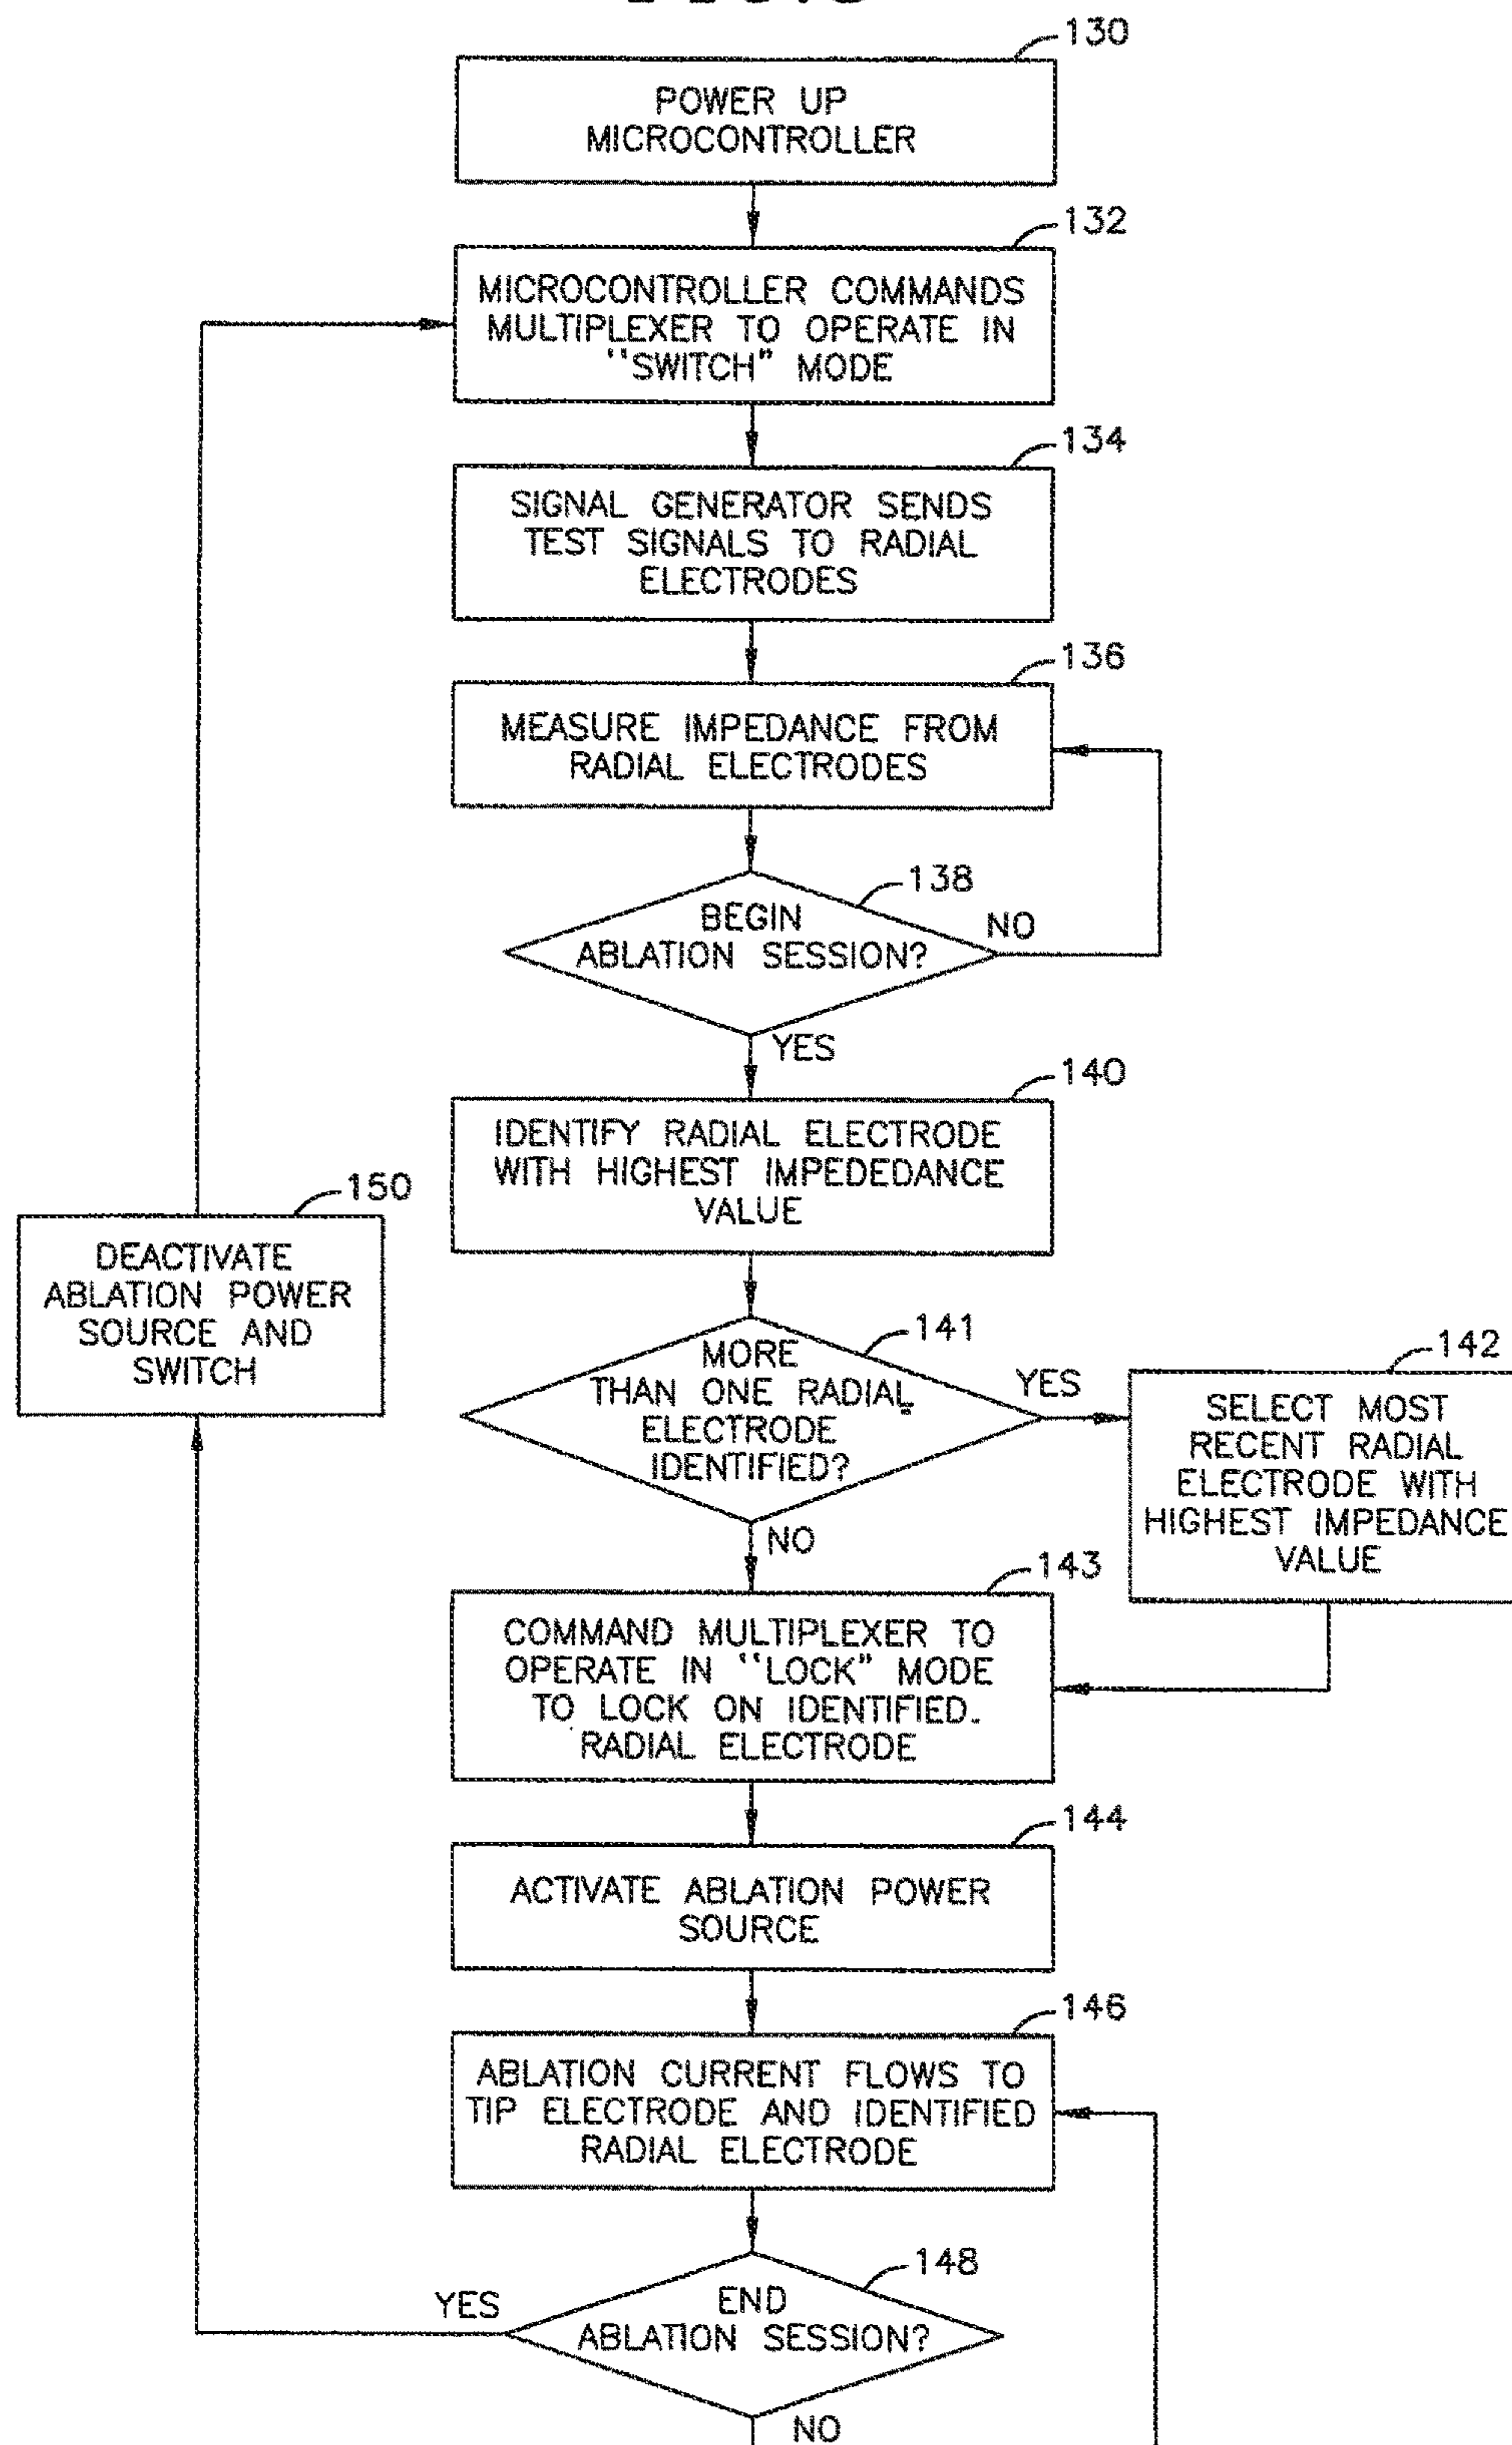 130
POWER UP
MICROCONTROLLER
132
MICROCONTROLLER COMMANDS
MULTIPLEXER TO OPERATE IN
"SWITCH" MODE
134
SIGNAL GENERATOR SENDS
TEST SIGNALS TO RADIAL
ELECTRODES
136
MEASURE IMPEDANCE FROM
RADIAL ELECTRODES
138
BEGIN
ABLATION SESSION?
NO
YES
140
IDENTIFY RADIAL ELECTRODE
WITH HIGHEST IMPEDEDANCE
VALUE
150
DEACTIVATE
ABLATION POWER
SOURCE AND
SWITCH
141
MORE
THAN ONE RADIAL
ELECTRODE
IDENTIFIED?
YES
NO
142
SELECT MOST
RECENT RADIAL
ELECTRODE WITH
HIGHEST IMPEDANCE
VALUE
143
COMMAND MULTIPLEXER TO
OPERATE IN "LOCK" MODE
TO LOCK ON IDENTIFIED
RADIAL ELECTRODE
144
ACTIVATE ABLATION POWER
SOURCE
146
ABLATION CURRENT FLOWS TO
TIP ELECTRODE AND IDENTIFIED
RADIAL ELECTRODE
148
END
ABLATION SESSION?
YES
NO